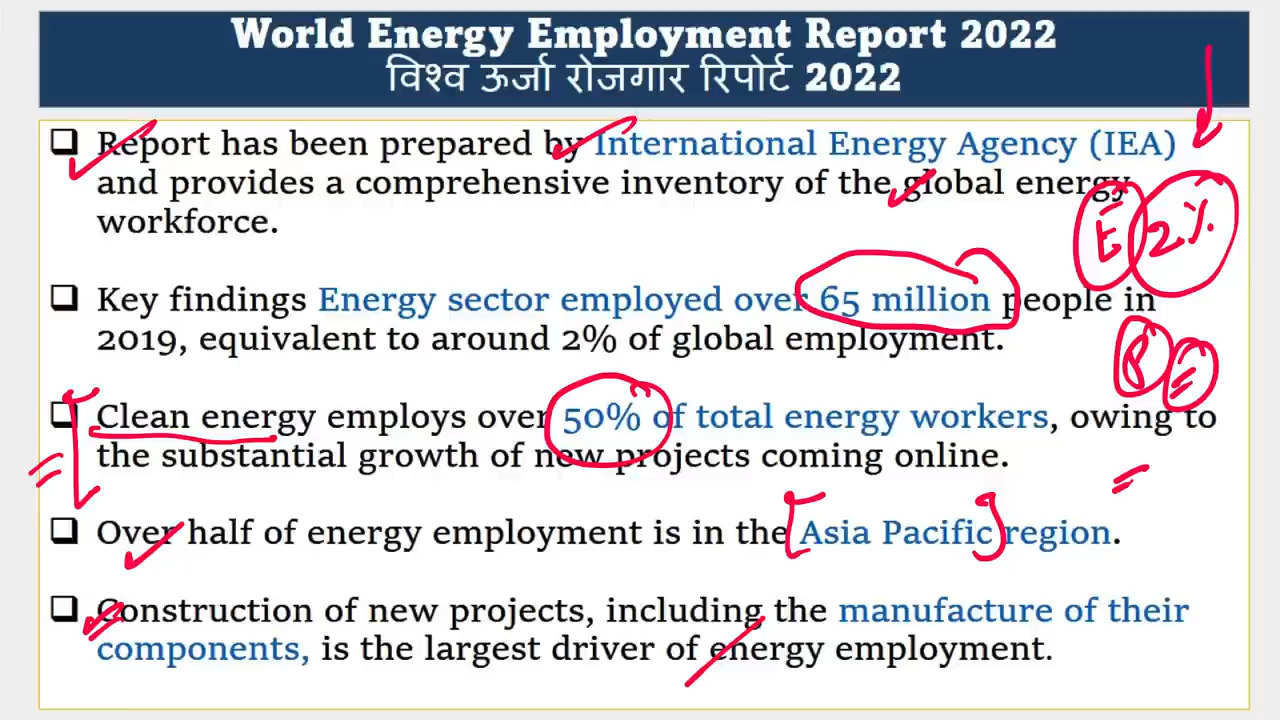 World Energy Employment Report 2022
विश्व ऊर्जा रोजगार रिपोर्ट 2022
Report has been prepared by International Energy Agency (IEA)
and provides a comprehensive inventory of the global energy
workforce.
E 2%
Key findings Energy sector employed over 65 million people in
2019, equivalent to around 2% of global employment.
Clean energy employs over 50% of total energy workers, owing to
the substantial growth of new projects coming online.
Over half of energy employment is in the Asia Pacific region.
Construction of new projects, including the manufacture of their
components, is the largest driver of energy employment.